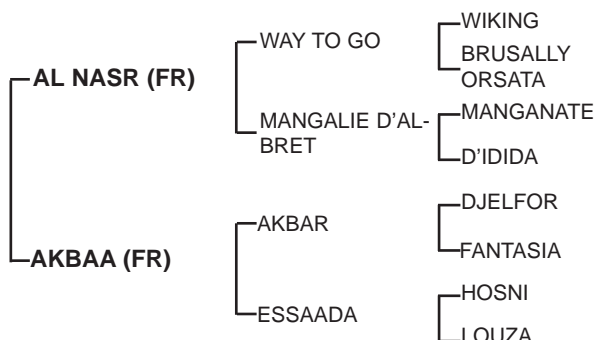 WIKING
WAY TO GO
BRUSALLY
ORSATA
AL NASR (FR)
MANGALIE D'AL-
BRET
MANGANATE
D'IDIDA
DJELFOR
AKBAR
FANTASIA
AKBAA (FR)
HOSNI
ESSAADA
LOUZA